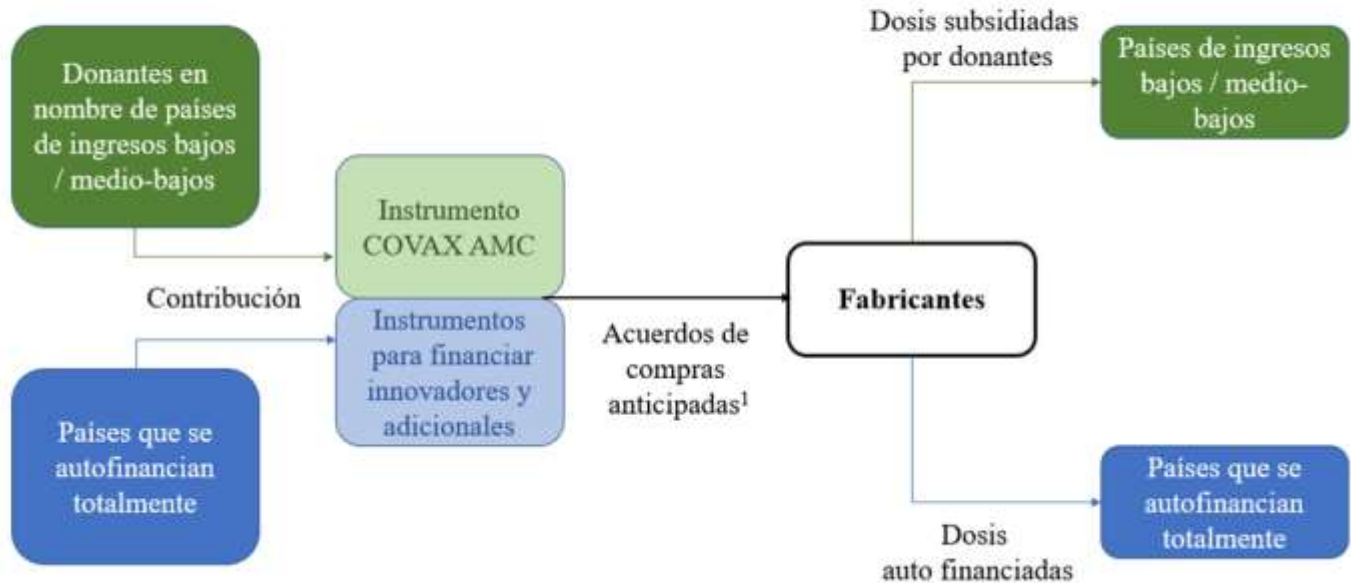 Donantes en
nombre de países
de ingresos bajos
/ medio-bajos
Contribución
Países que se
autofinancian
totalmente
Instrumento
COVAX AMC
Instrumentos
para financiar
innovadores y
adicionales
Acuerdos de
compras
anticipadas¹
Fabricantes
Dosis subsidiadas
por donantes
Países de ingresos
bajos / medio-
bajos
Dosis
auto financiadas
Países que se
autofinancian
totalmente